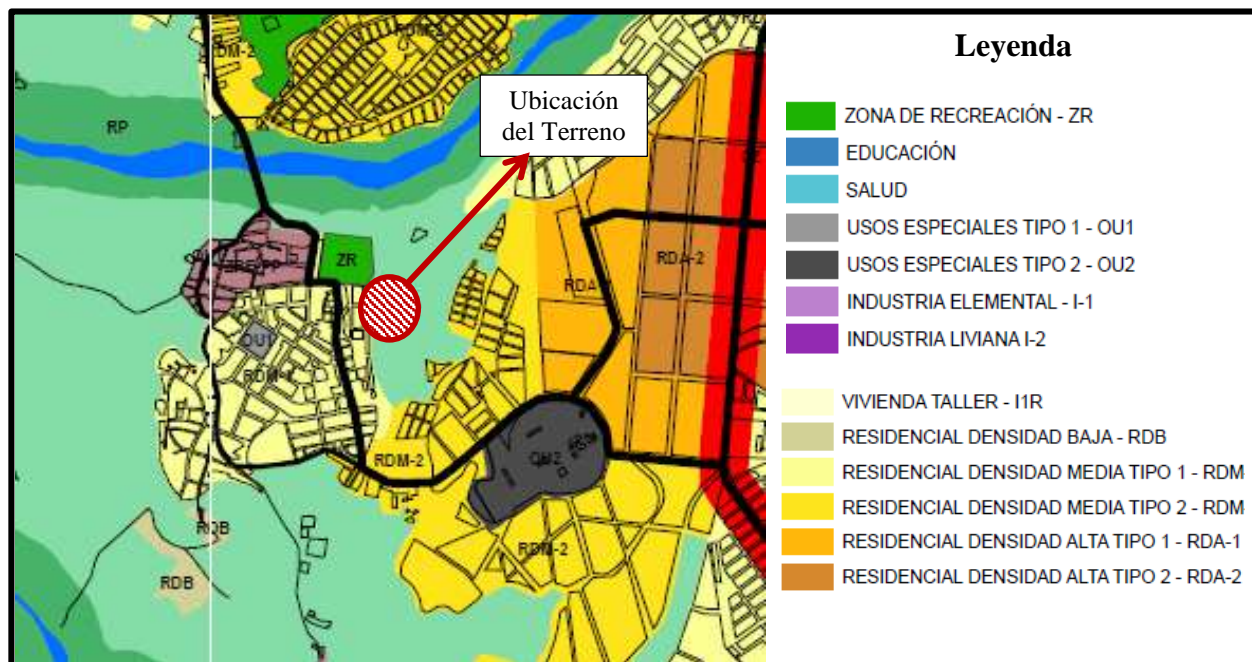 RDM-2
RDM-2
RP
Ubicación
del Terreno
ZR
RDA-2
RDA
OU1
RDM-2
OU2
RDM-2
RDB
RDB
Leyenda
ZONA DE RECREACIÓN - ZR
EDUCACIÓN
SALUD
USOS ESPECIALES TIPO 1 - OU1
USOS ESPECIALES TIPO 2 - OU2
INDUSTRIA ELEMENTAL - I-1
INDUSTRIA LIVIANA I-2
VIVIENDA TALLER - I1R
RESIDENCIAL DENSIDAD BAJA - RDB
RESIDENCIAL DENSIDAD MEDIA TIPO 1 - RDM
RESIDENCIAL DENSIDAD MEDIA TIPO 2 - RDM
RESIDENCIAL DENSIDAD ALTA TIPO 1 - RDA-1
RESIDENCIAL DENSIDAD ALTA TIPO 2 - RDA-2